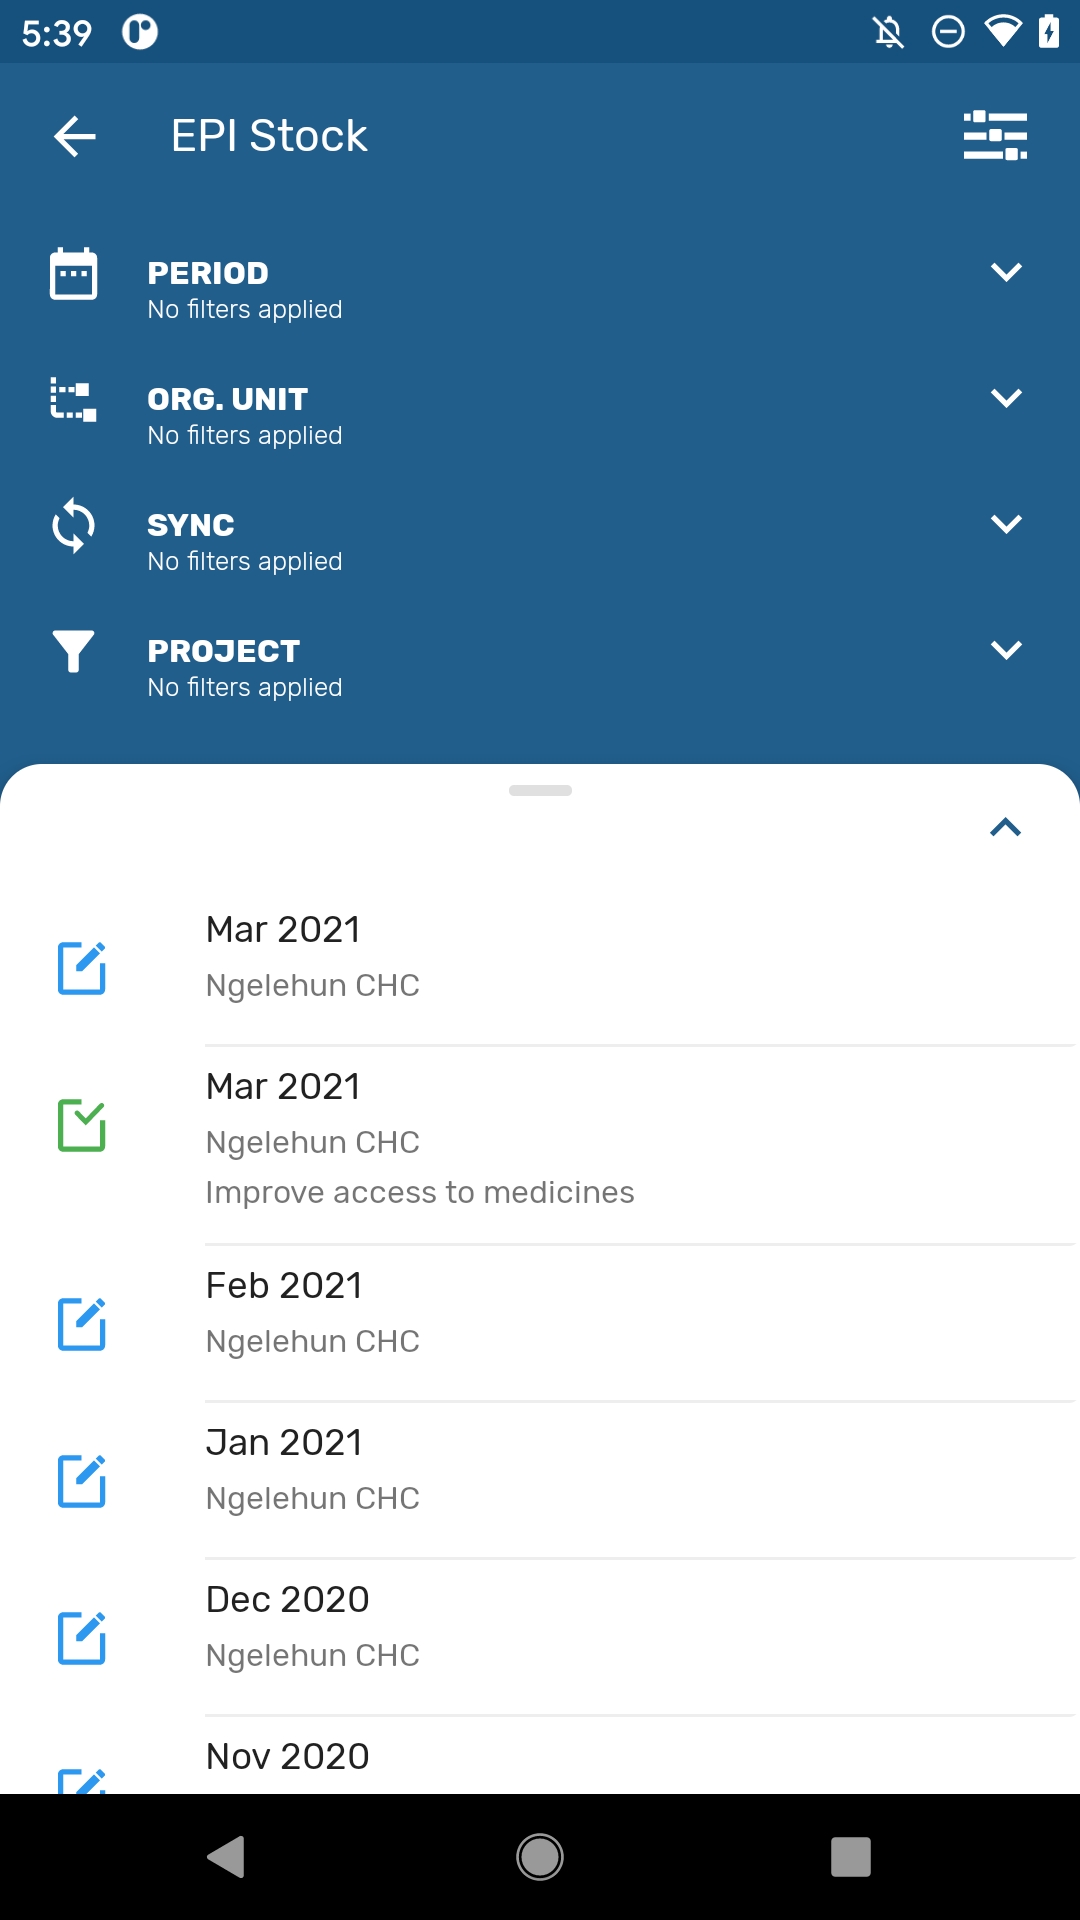 5:39
EPI Stock
PERIOD
No filters applied
ORG. UNIT
No filters applied
SYNC
No filters applied
PROJECT
No filters applied
Mar 2021
Ngelehun CHC
Mar 2021
Ngelehun CHC
Improve access to medicines
Feb 2021
Ngelehun CHC
Jan 2021
Ngelehun CHC
Dec 2020
Ngelehun CHC
Nov 2020